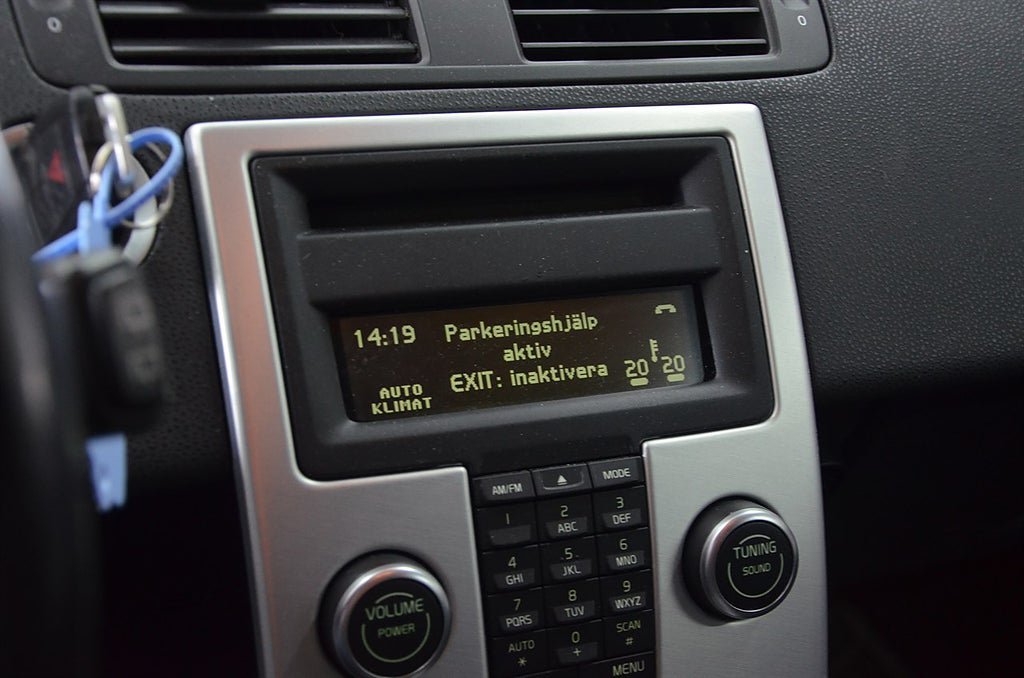 0
0
14:19
Parkeringshjälp
aktiv
EXIT: inaktivera
AUTO
KLIMAT
20 20
AM/FM
MODE
1
2
ABC
3
DEF
4
GHI
5
JKL
6
MNO
7
PQRS
8
TUV
9
WXYZ
AUTO
*
0
+
SCAN
#
MENU
VOLUME
POWER
TUNING
SOUND